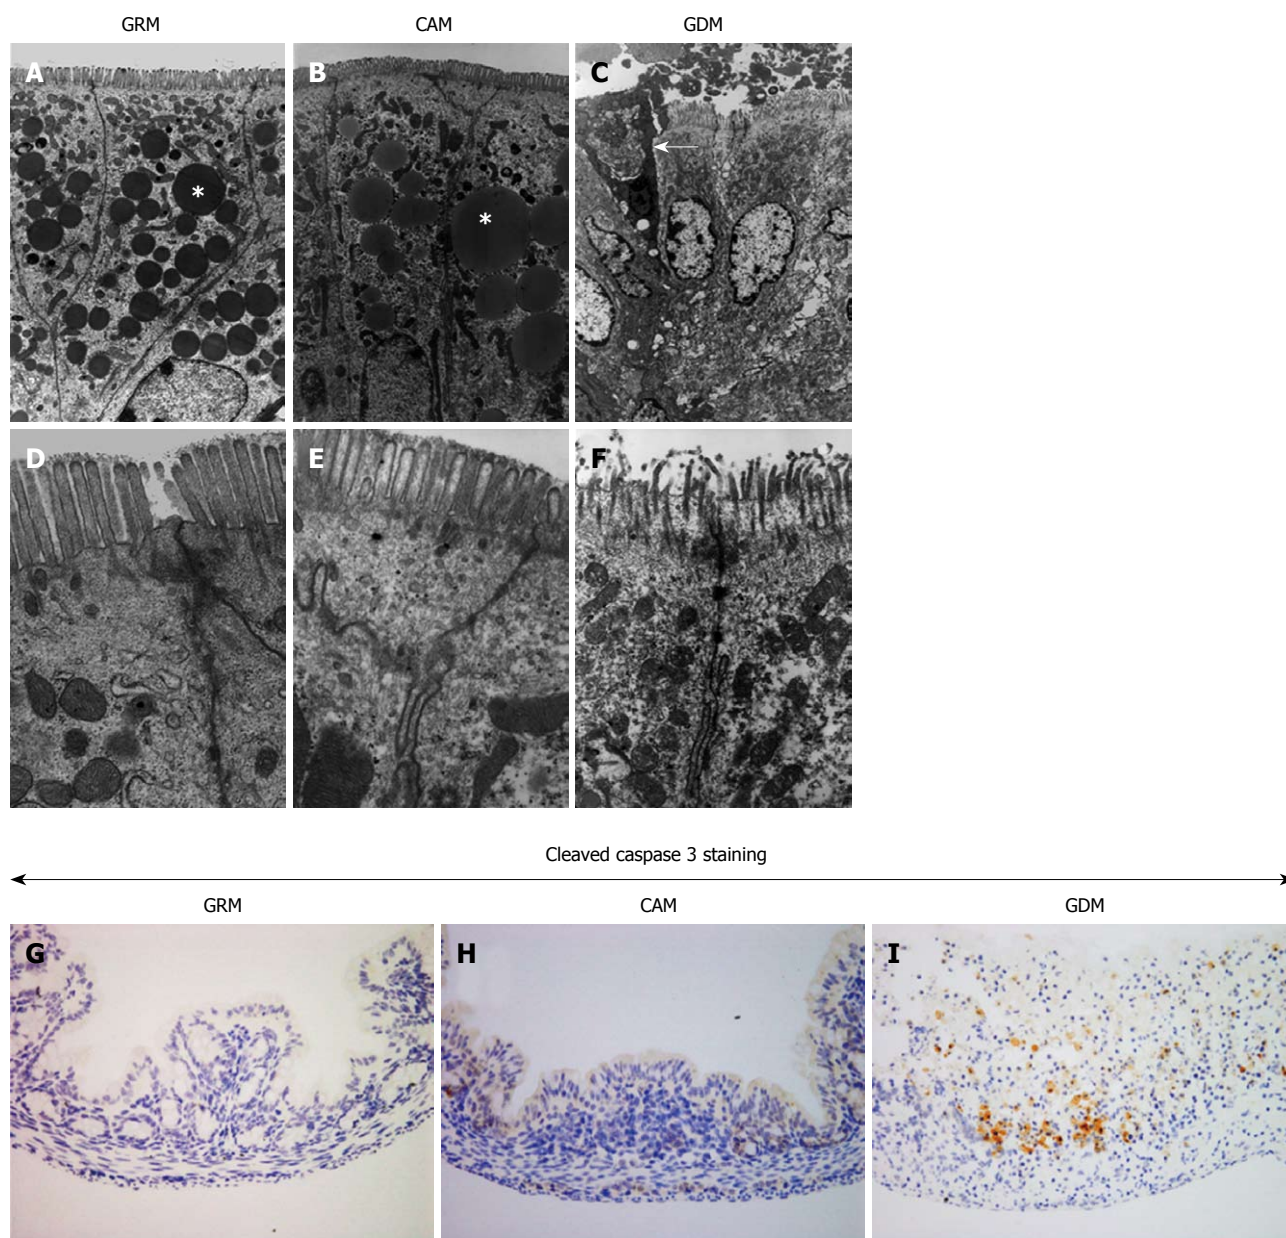 GRM CAM GDM
A B C
* *
D E F
Cleaved caspase 3 staining
GRM CAM GDM
G H I